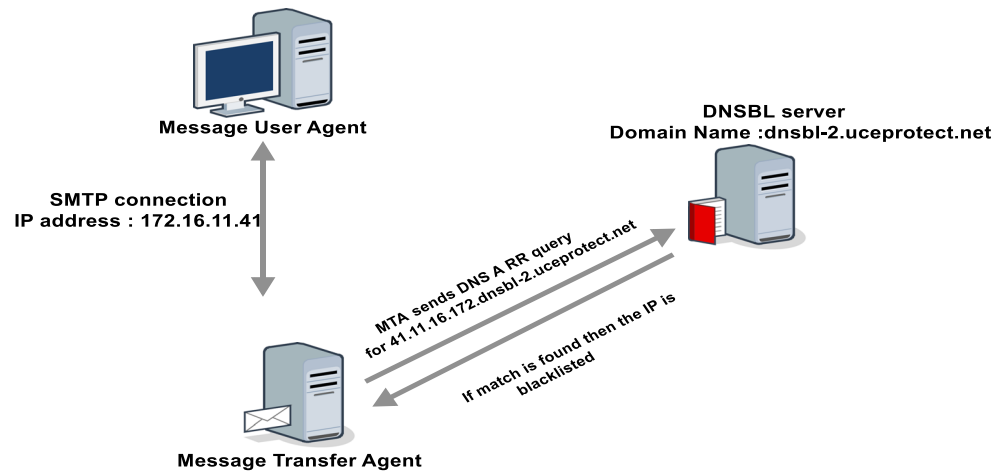 Message User Agent
DNSBL server
Domain Name :dnsbl-2.uceprotect.net
SMTP connection
IP address : 172.16.11.41
MTA sends DNS A RR query
for 41.11.16.172.dnsbl-2.uceprotect.net
If match is found then the IP is
blacklisted
Message Transfer Agent